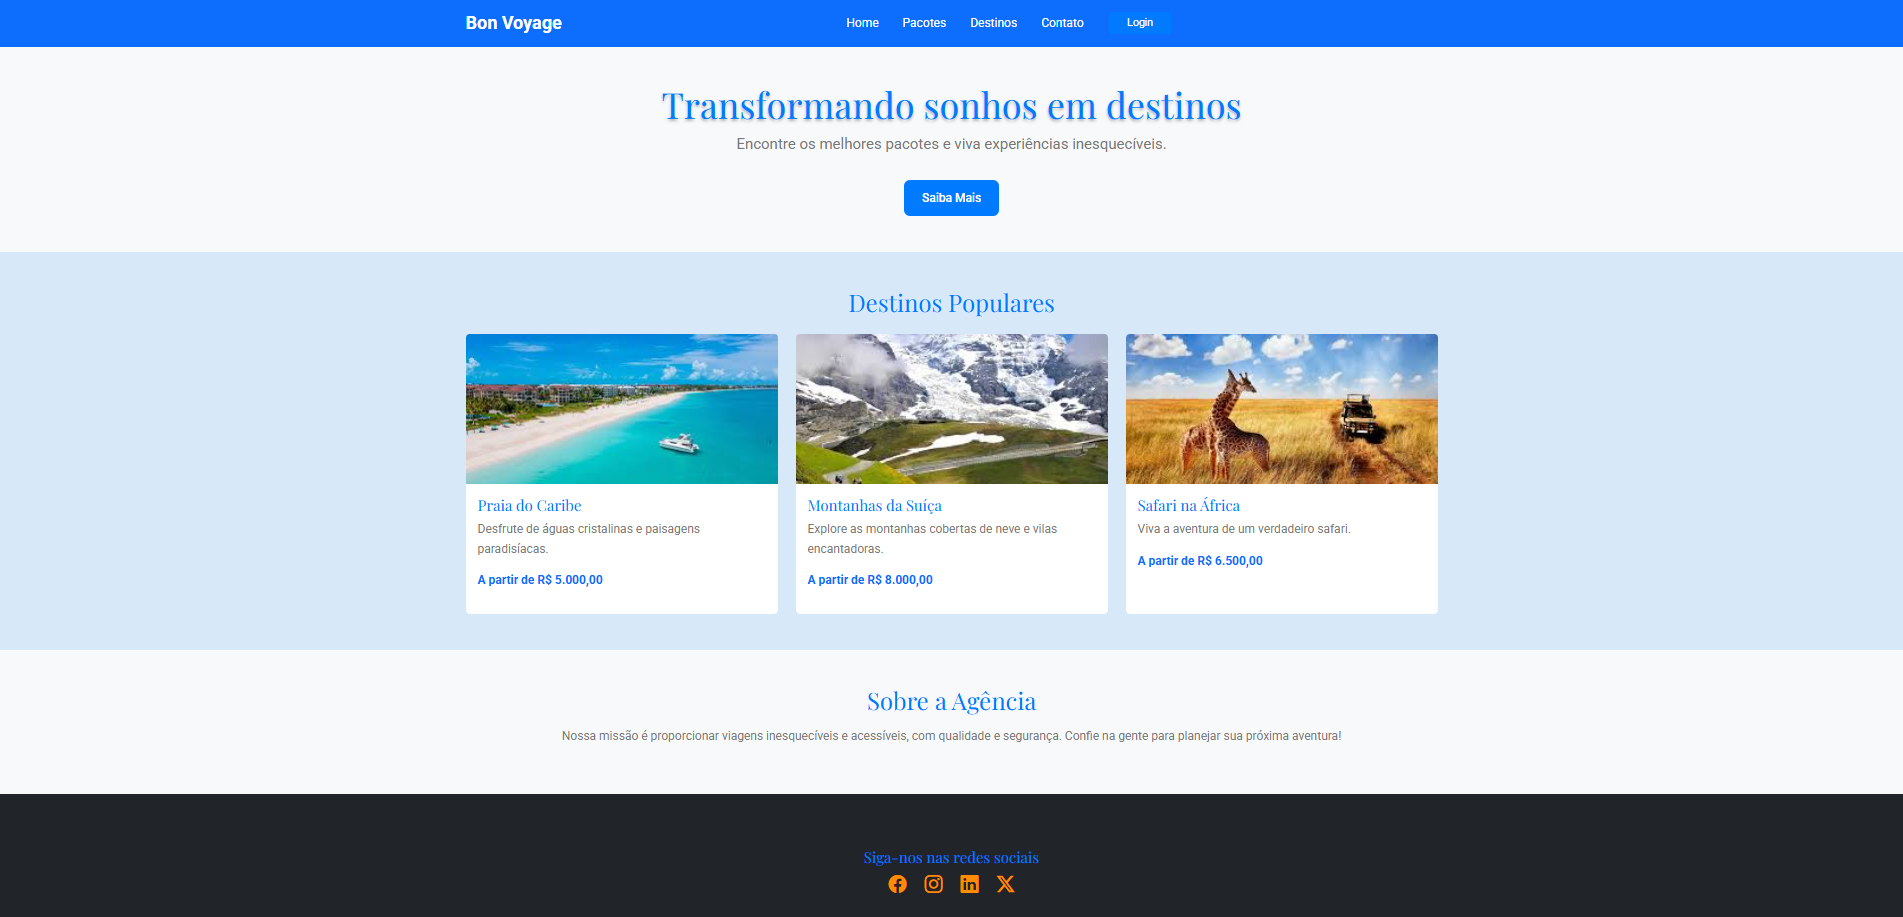 Bon Voyage
Home Pacotes Destinos Contato Login
Transformando sonhos em destinos
Encontre os melhores pacotes e viva experiências inesquecíveis.
Saiba Mais
Destinos Populares
Praia do Caribe
Desfrute de águas cristalinas e paisagens
paradisíacas.
A partir de R$ 5.000,00
Montanhas da Suíça
Explore as montanhas cobertas de neve e vilas
encantadoras.
A partir de R$ 8.000,00
Safari na África
Viva a aventura de um verdadeiro safari.
A partir de R$ 6.500,00
Sobre a Agência
Nossa missão é proporcionar viagens inesquecíveis e acessíveis, com qualidade e segurança. Confie na gente para planejar sua próxima aventura!
Siga-nos nas redes sociais